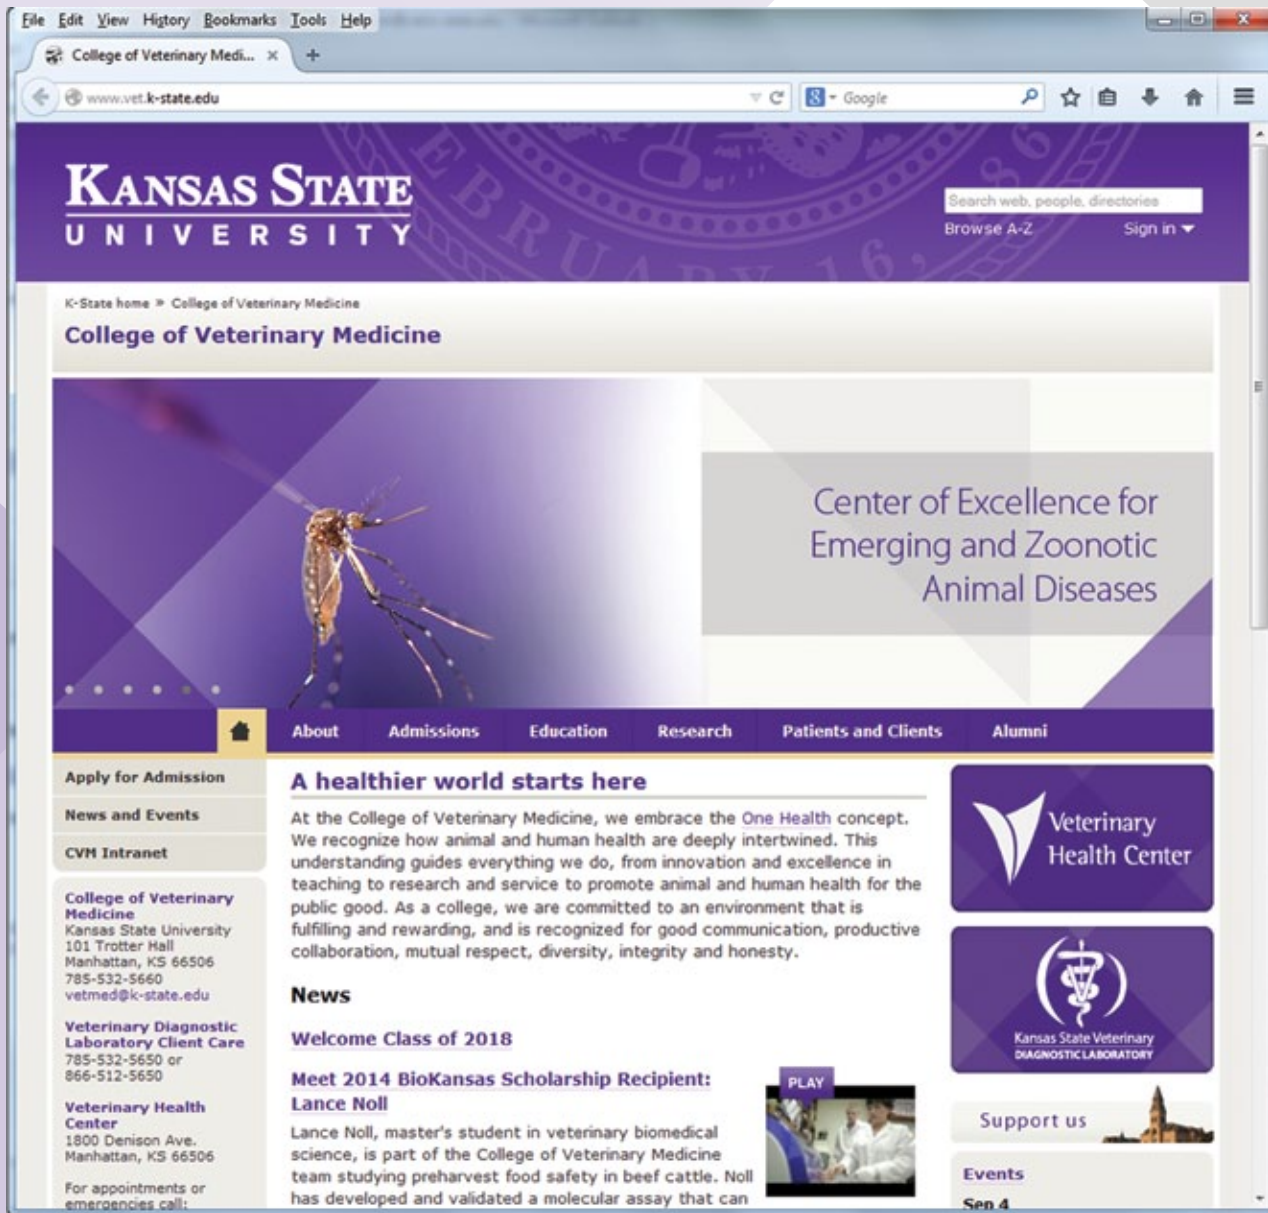 File Edit View History Bookmarks Tools Help
College of Veterinary Medi...
www.vet.k-state.edu
Google
KANSAS STATE
UNIVERSITY
Search web, people, directories
Browse A-Z Sign in
K-State home » College of Veterinary Medicine
College of Veterinary Medicine
Center of Excellence for
Emerging and Zoonotic
Animal Diseases
About Admissions Education Research Patients and Clients Alumni
Apply for Admission
News and Events
CVM Intranet
College of Veterinary
Medicine
Kansas State University
101 Trotter Hall
Manhattan, KS 66506
785-532-5660
vetmed@k-state.edu
Veterinary Diagnostic
Laboratory Client Care
785-532-5650 or
866-512-5650
Veterinary Health
Center
1800 Denison Ave.
Manhattan, KS 66506
For appointments or
emergencies call:
A healthier world starts here
At the College of Veterinary Medicine, we embrace the One Health concept.
We recognize how animal and human health are deeply intertwined. This
understanding guides everything we do, from innovation and excellence in
teaching to research and service to promote animal and human health for the
public good. As a college, we are committed to an environment that is
fulfilling and rewarding, and is recognized for good communication, productive
collaboration, mutual respect, diversity, integrity and honesty.
News
Welcome Class of 2018
Meet 2014 BioKansas Scholarship Recipient:
Lance Noll
Lance Noll, master's student in veterinary biomedical
science, is part of the College of Veterinary Medicine
team studying preharvest food safety in beef cattle. Noll
has developed and validated a molecular assay that can
PLAY
Veterinary
Health Center
Kansas State Veterinary
DIAGNOSTIC LABORATORY
Support us
Events
Sep 4